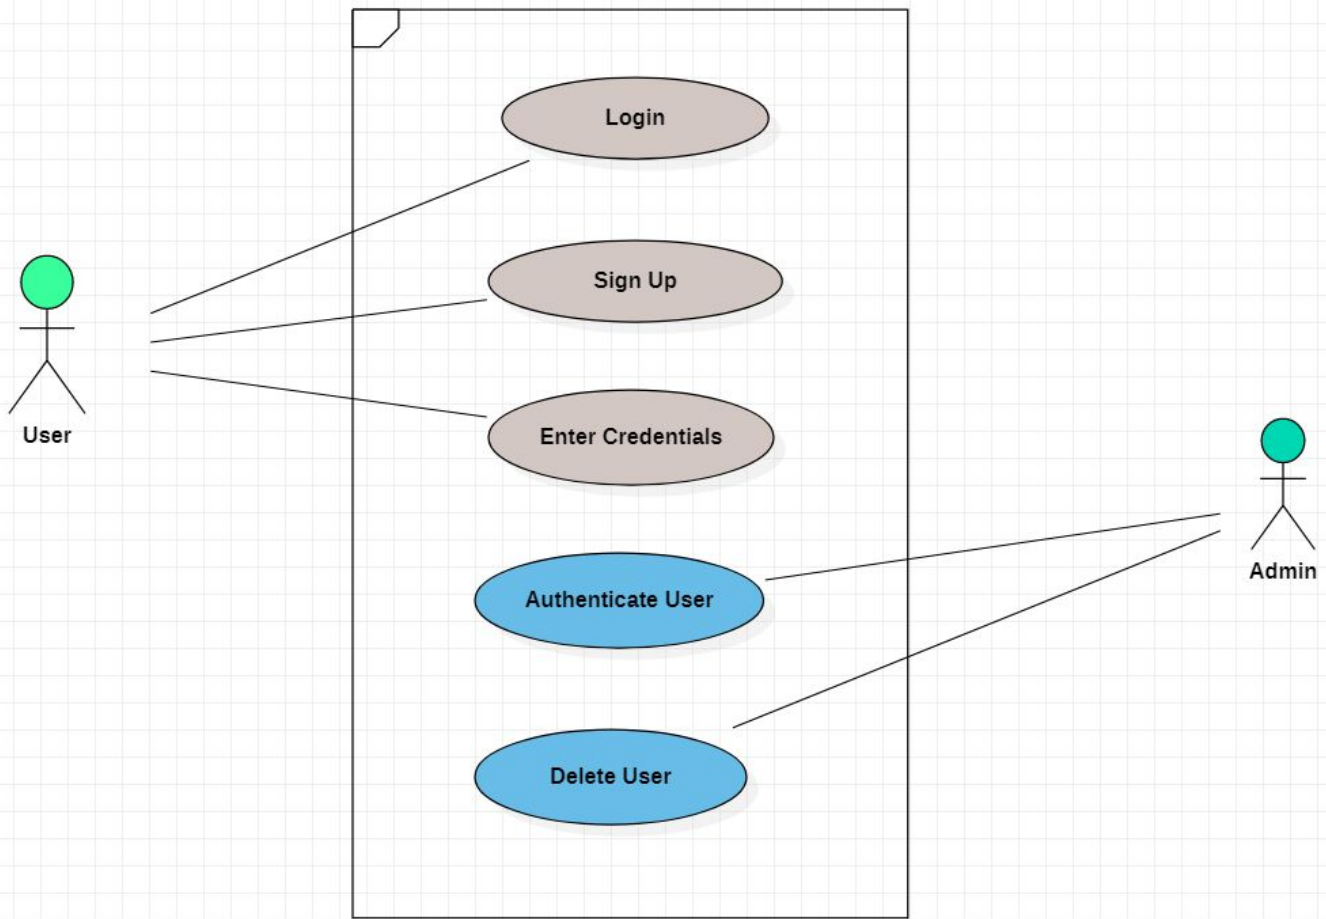 Login
Sign Up
User
Enter Credentials
Admin
Authenticate User
Delete User